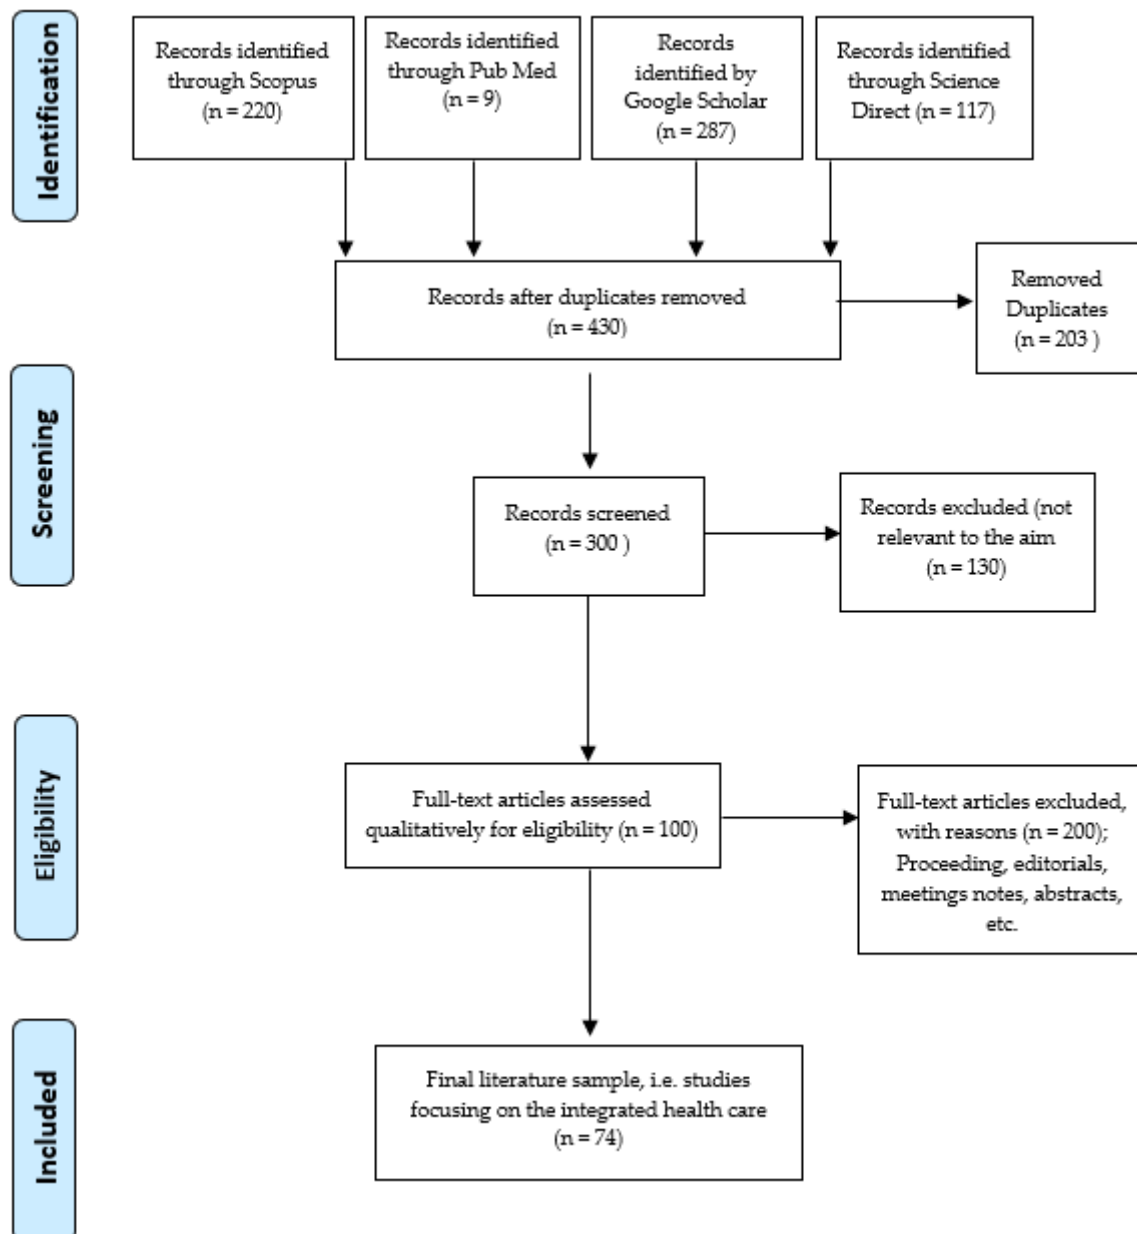 Identification
Records identified
through Scopus
(n = 220)
Records identified
through Pub Med
(n = 9)
Records
identified by
Google Scholar
(n = 287)
Records identified
through Science
Direct (n = 117)
Records after duplicates removed
(n = 430)
Removed
Duplicates
(n = 203 )
Screening
Records screened
(n = 300 )
Records excluded (not
relevant to the aim
(n = 130)
Eligibility
Full-text articles assessed
qualitatively for eligibility (n = 100)
Full-text articles excluded,
with reasons (n = 200);
Proceeding, editorials,
meetings notes, abstracts,
etc.
Included
Final literature sample, i.e. studies
focusing on the integrated health care
(n = 74)